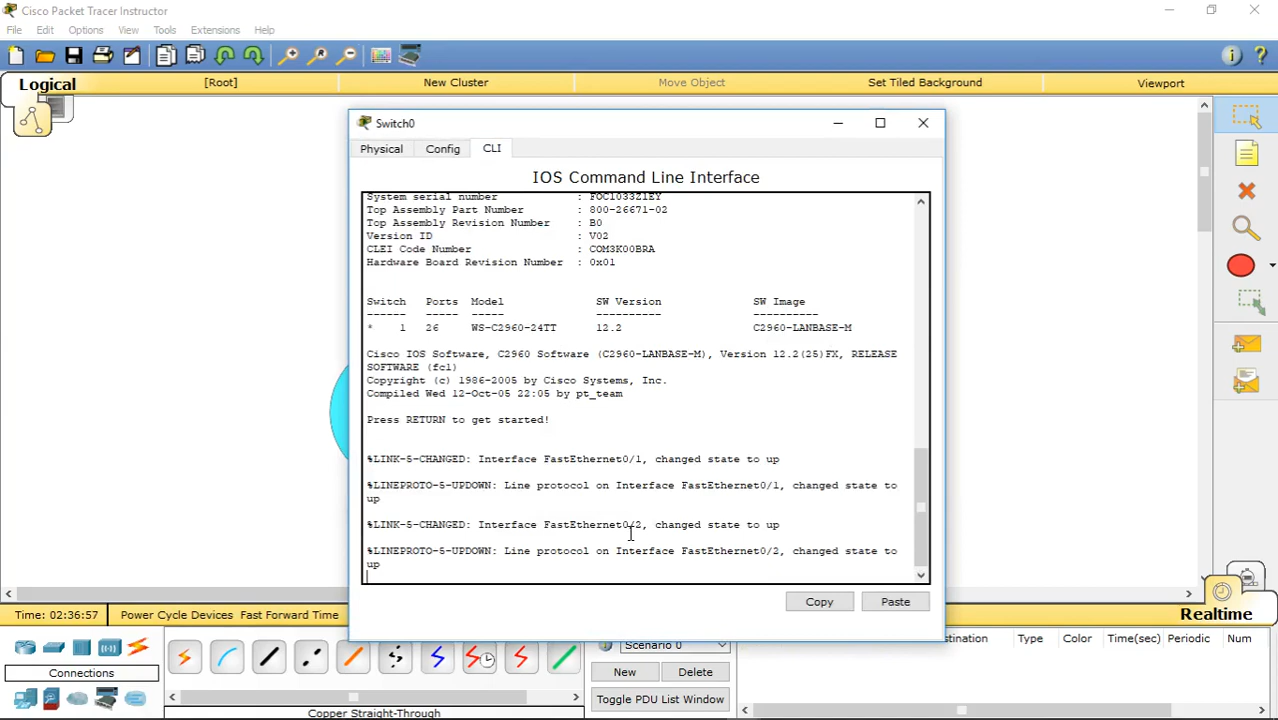 Cisco Packet Tracer Instructor
File Edit Options View Tools Extensions Help
Logical [Root] New Cluster Move Object Set Tiled Background Viewport
Switch0
Physical Config CLI
IOS Command Line Interface
System serial number : FOC1033Z1EY
Top Assembly Part Number : 800-26671-02
Top Assembly Revision Number : B0
Version ID : V02
CLEI Code Number : COM3K00BRA
Hardware Board Revision Number : 0x01
Switch Ports Model SW Version SW Image
------ ----- ----- ---------- ----------
* 1 26 WS-C2960-24TT 12.2 C2960-LANBASE-M
Cisco IOS Software, C2960 Software (C2960-LANBASE-M), Version 12.2(25)FX, RELEASE
SOFTWARE (fc1)
Copyright (c) 1986-2005 by Cisco Systems, Inc.
Compiled Wed 12-Oct-05 22:05 by pt_team
Press RETURN to get started!
%LINK-5-CHANGED: Interface FastEthernet0/1, changed state to up
%LINEPROTO-5-UPDOWN: Line protocol on Interface FastEthernet0/1, changed state to
up
%LINK-5-CHANGED: Interface FastEthernet0/2, changed state to up
%LINEPROTO-5-UPDOWN: Line protocol on Interface FastEthernet0/2, changed state to
up
Copy Paste
Time: 02:36:57 Power Cycle Devices Fast Forward Time Realtime
Scenario 0 stination Type Color Time(sec) Periodic Num
Connections New Delete
Toggle PDU List Window
Copper Straight-Through